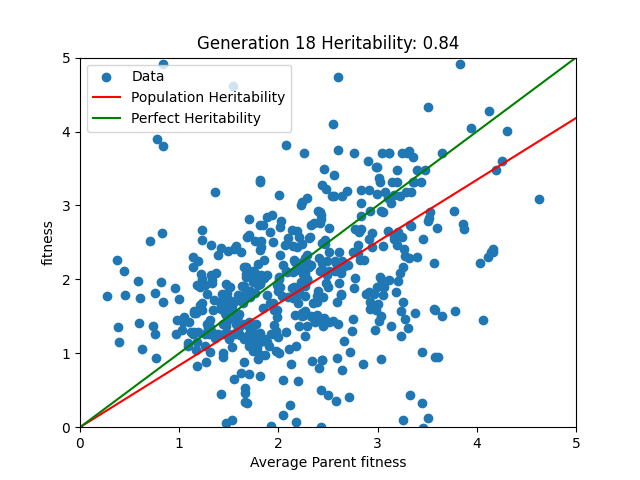 Generation 18 Heritability: 0.84
Data
Population Heritability
Perfect Heritability
fitness
5
4
3
2
1
0
0 1 2 3 4 5
Average Parent fitness